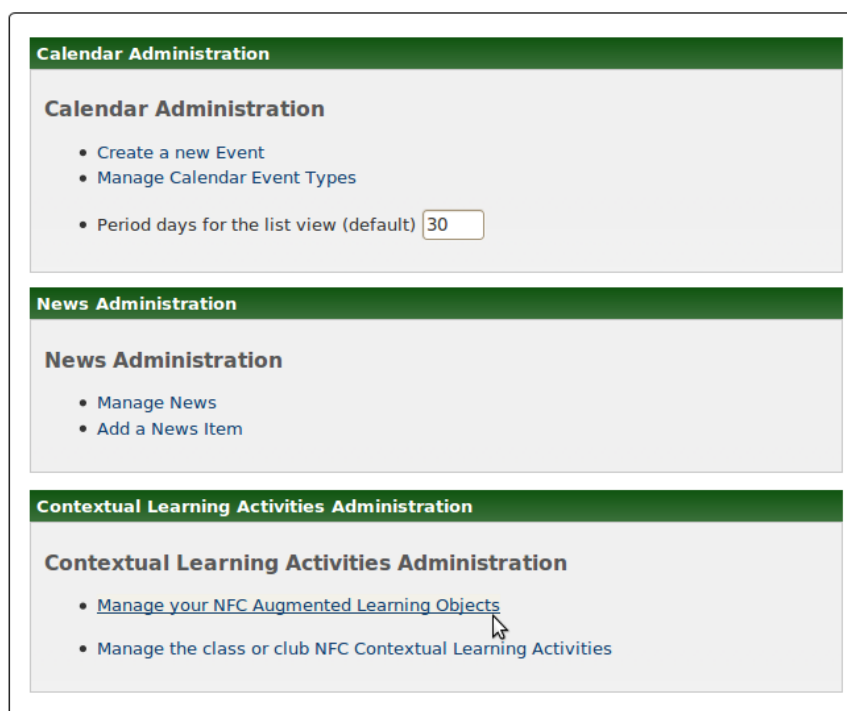 Calendar Administration
Calendar Administration
Create a new Event
Manage Calendar Event Types
Period days for the list view (default) 30
News Administration
News Administration
Manage News
Add a News Item
Contextual Learning Activities Administration
Contextual Learning Activities Administration
Manage your NFC Augmented Learning Objects
Manage the class or club NFC Contextual Learning Activities